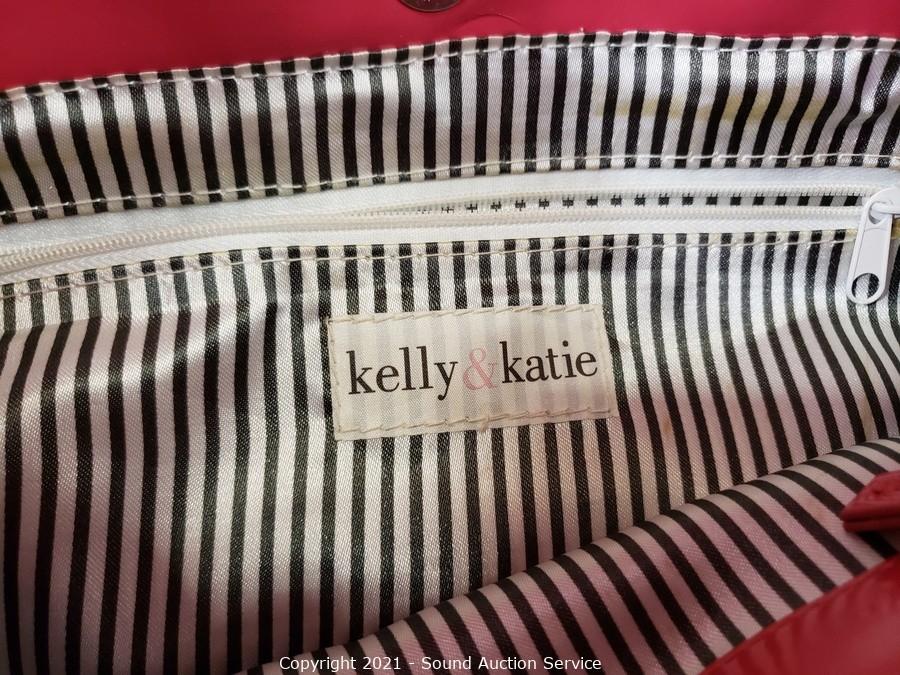 kelly&katie
Copyright 2021 - Sound Auction Service